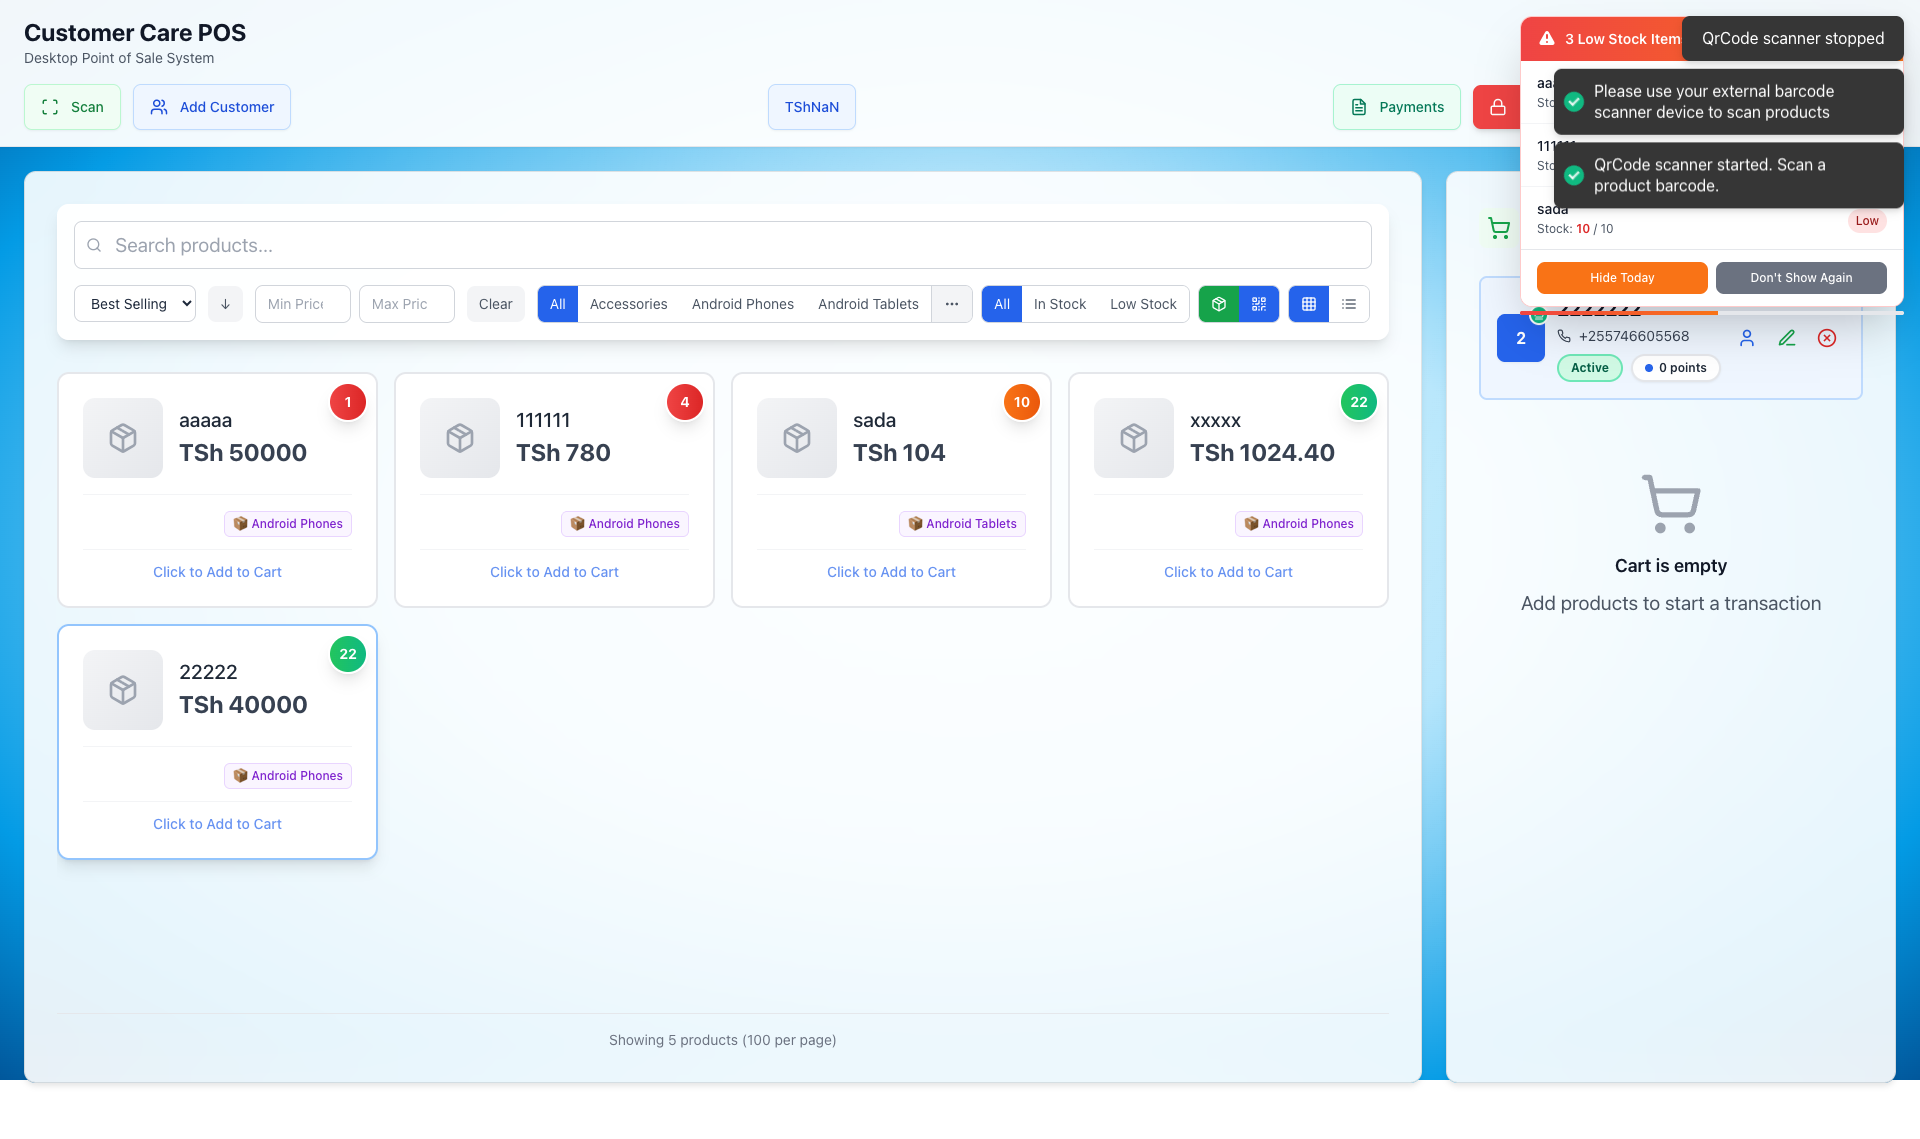 Customer Care POS
Desktop Point of Sale System
Scan
Add Customer
TShNaN
Payments
3 Low Stock Item
QrCode scanner stopped
Please use your external barcode
scanner device to scan products
QrCode scanner started. Scan a
product barcode.
sada
Stock: 10 / 10
Low
Hide Today
Don't Show Again
Search products...
Best Selling
Min Price
Max Pric
Clear
All
Accessories
Android Phones
Android Tablets
All
In Stock
Low Stock
aaaaa
TSh 50000
1
📦 Android Phones
Click to Add to Cart
111111
TSh 780
4
📦 Android Phones
Click to Add to Cart
sada
TSh 104
10
📦 Android Tablets
Click to Add to Cart
xxxxx
TSh 1024.40
22
📦 Android Phones
Click to Add to Cart
22222
TSh 40000
22
📦 Android Phones
Click to Add to Cart
Showing 5 products (100 per page)
2
+255746605568
Active
0 points
Cart is empty
Add products to start a transaction